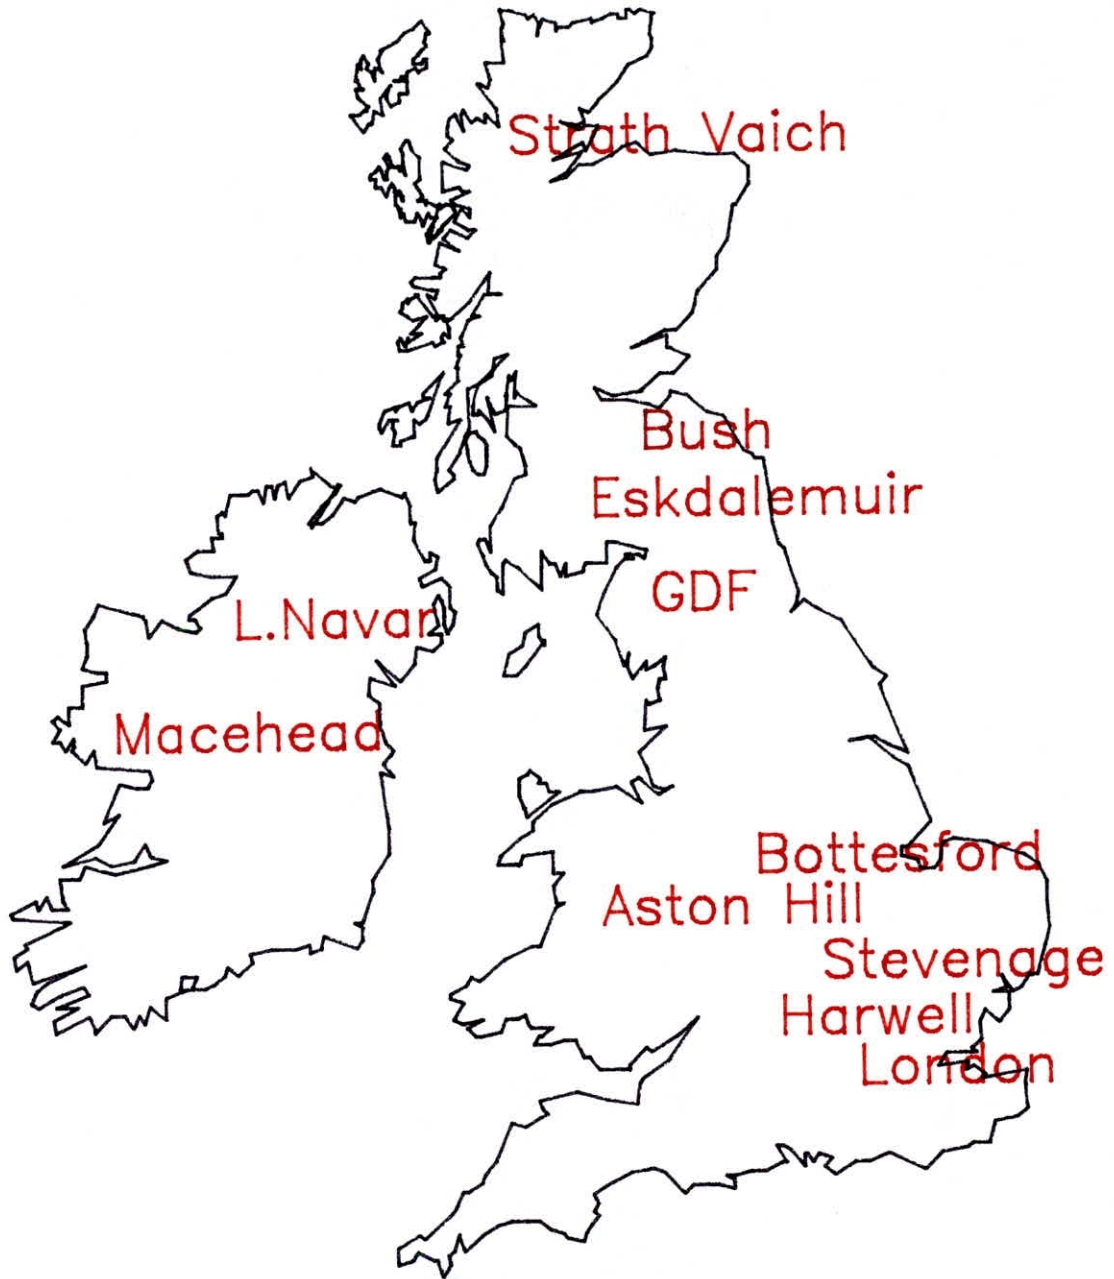 Strath Vaich
Bush
Eskdalemuir
GDF
L.Navar
Macehead
Bottesford
Aston Hill
Stevenage
Harwell
London